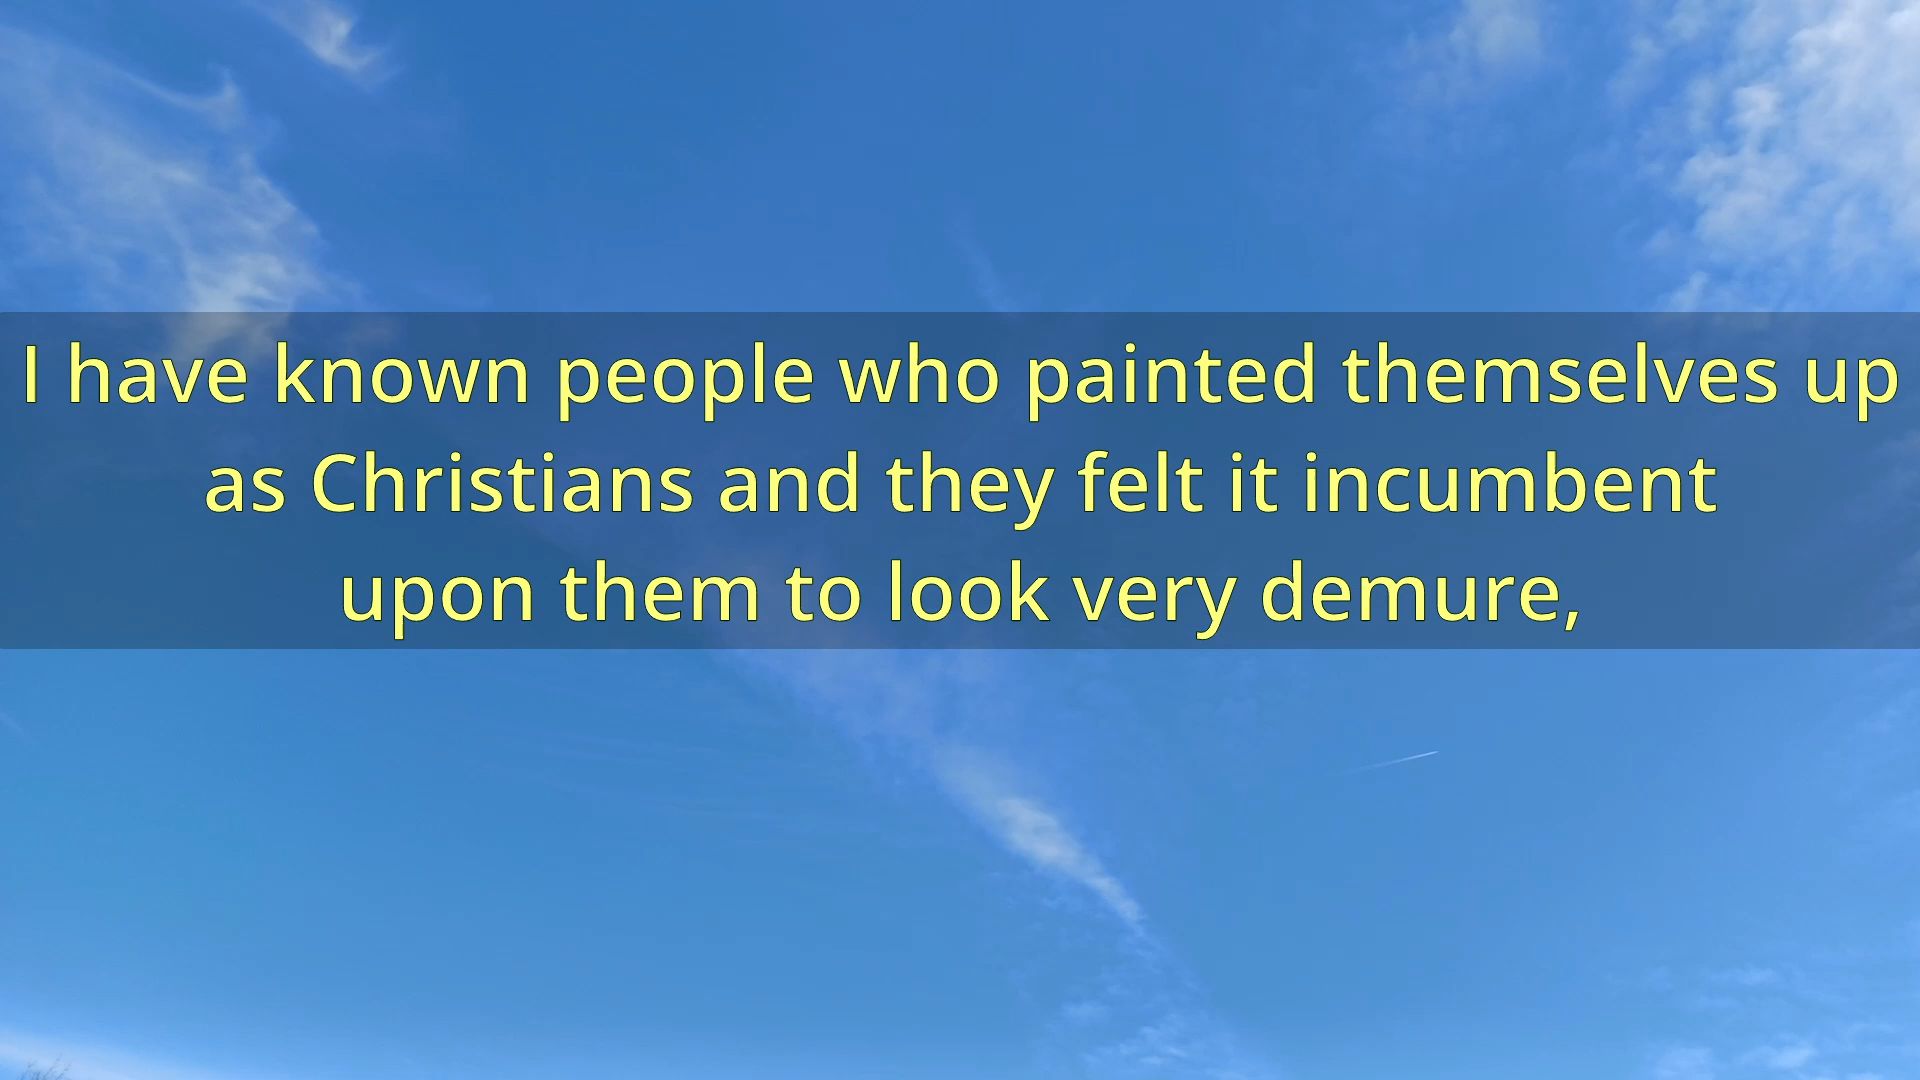 I have known people who painted themselves up
as Christians and they felt it incumbent
upon them to look very demure,